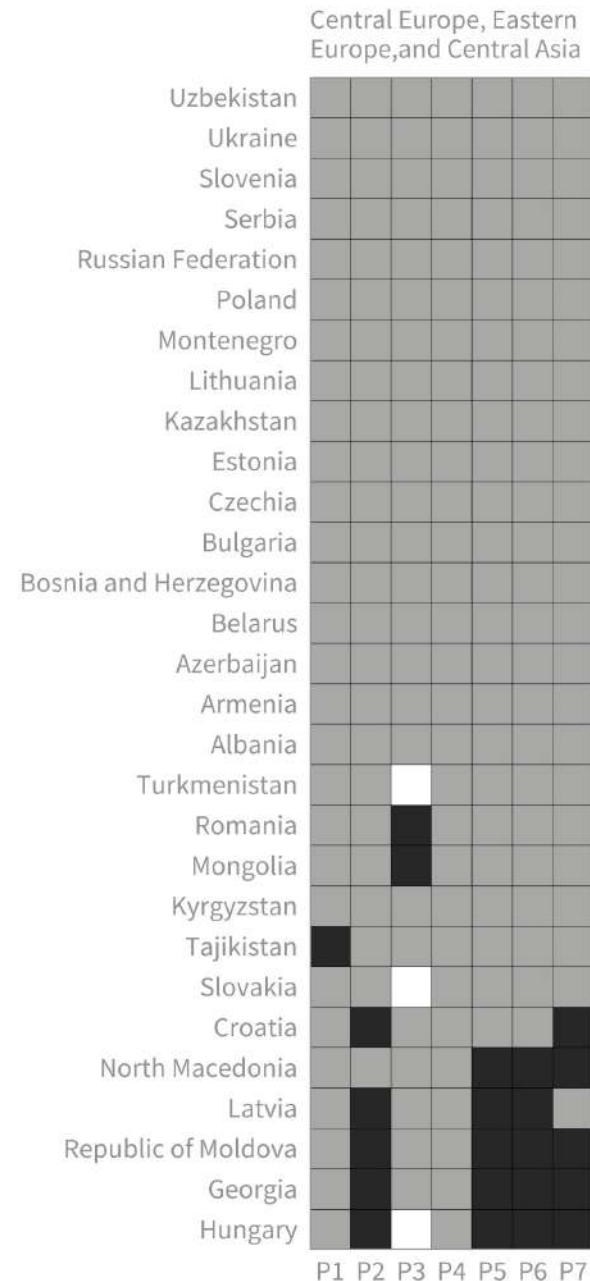 Central Europe, Eastern
Europe,and Central Asia
Uzbekistan
Ukraine
Slovenia
Serbia
Russian Federation
Poland
Montenegro
Lithuania
Kazakhstan
Estonia
Czechia
Bulgaria
Bosnia and Herzegovina
Belarus
Azerbaijan
Armenia
Albania
Turkmenistan
Romania
Mongolia
Kyrgyzstan
Tajikistan
Slovakia
Croatia
North Macedonia
Latvia
Republic of Moldova
Georgia
Hungary
P1 P2 P3 P4 P5 P6 P7